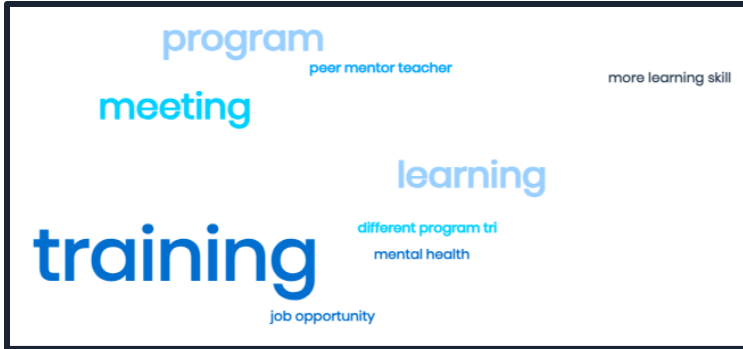 program
peer mentor teacher
more learning skill
meeting
learning
different program tri
training
mental health
job opportunity